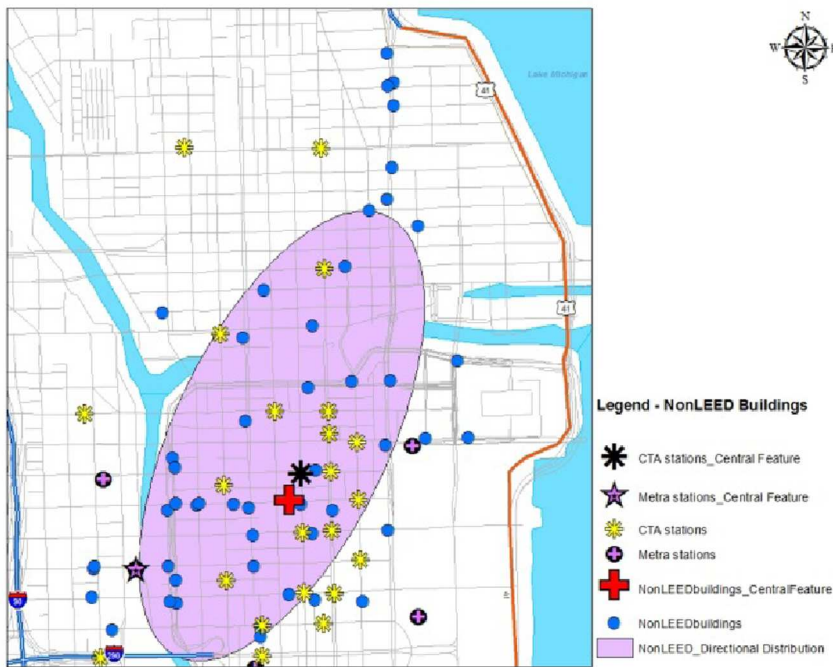 N
W
E
S
Lake Michigan
41
41
41
90
290
Legend - NonLEED Buildings
CTA stations_Central Feature
Metra stations_Central Feature
CTA stations
Metra stations
NonLEEDbuildings_CentralFeature
NonLEEDbuildings
NonLEED_Directional Distribution